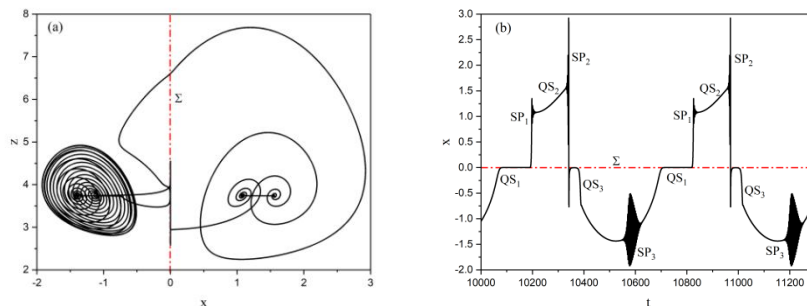 (a)
8
7
6
5
4
3
2
z
Σ
-2 -1 0 1 2 3
x
(b)
3.0
2.5
2.0
1.5
1.0
0.5
0.0
-0.5
-1.0
-1.5
-2.0
x
SP2
QS2
SP1
Σ
QS1
QS3
SP3
SP2
QS2
SP1
QS1
QS3
SP3
10000 10200 10400 10600 10800 11000 11200
t